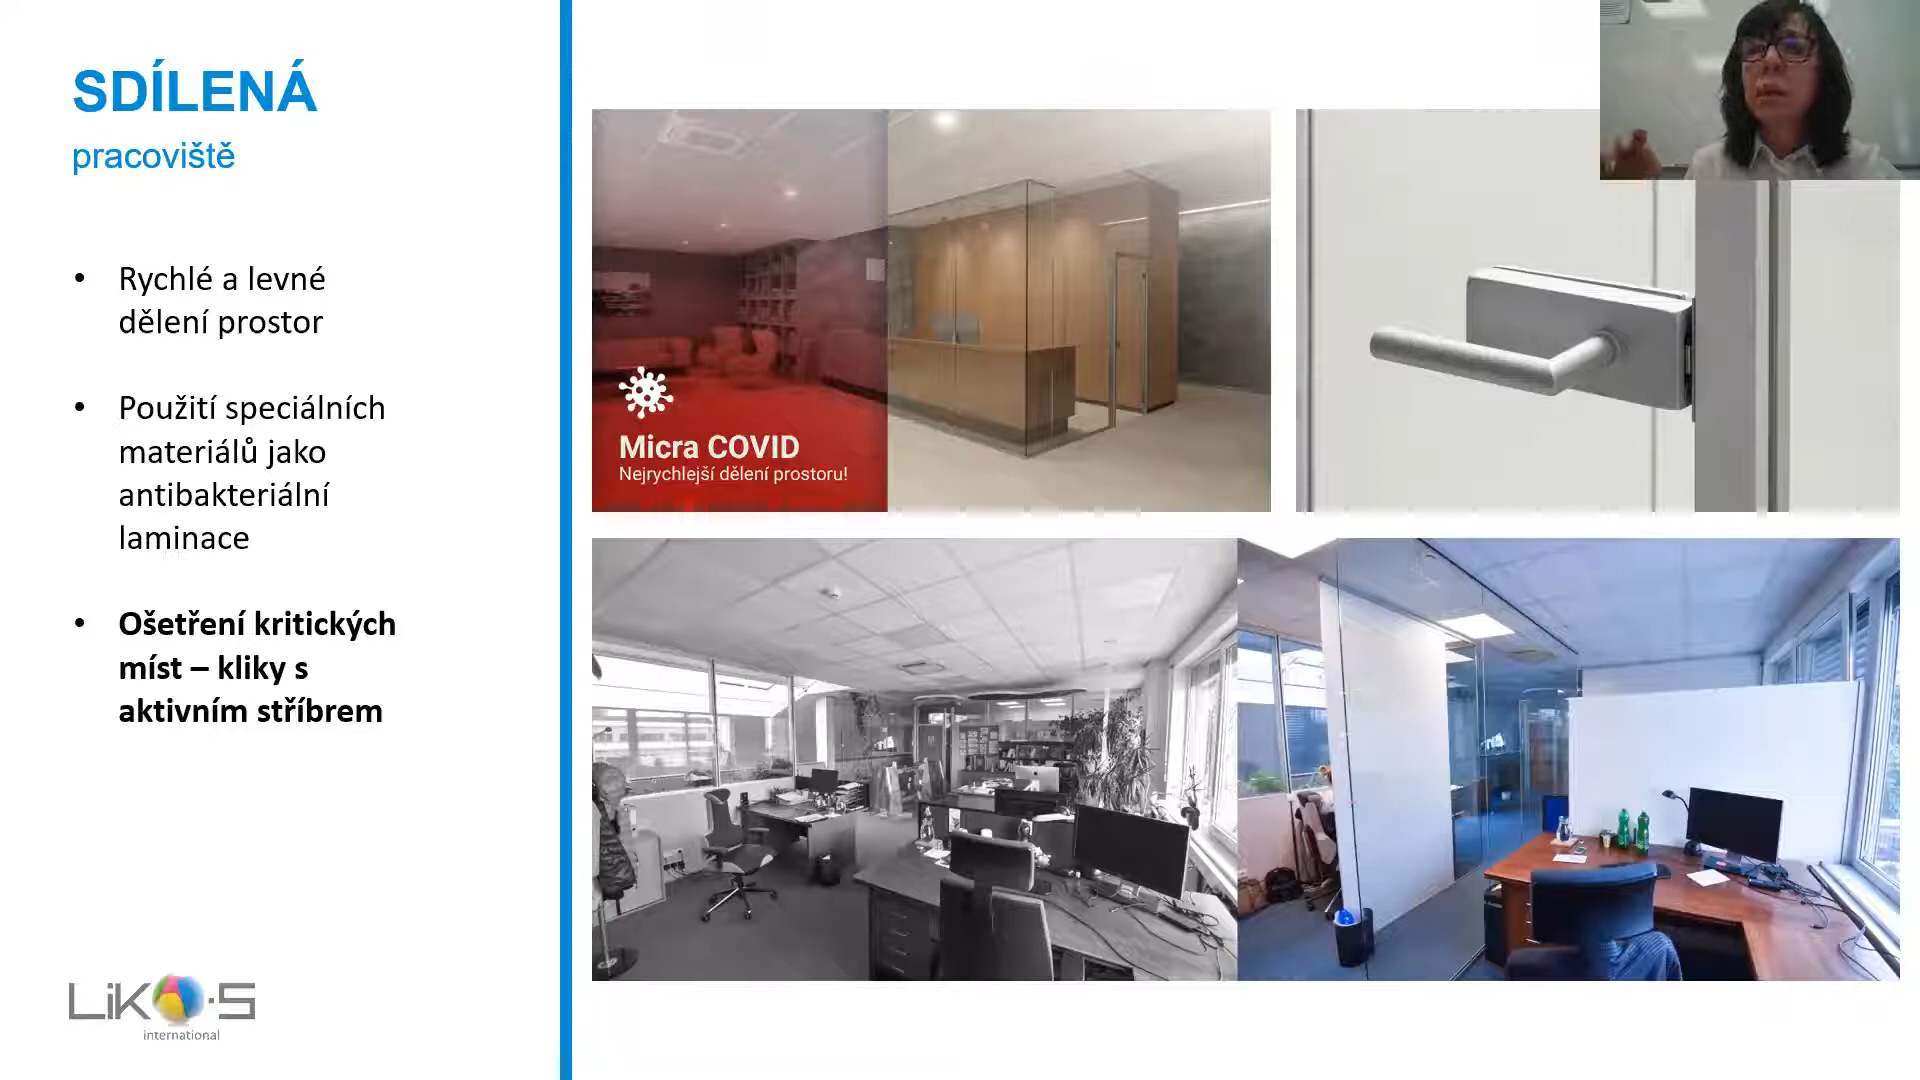 SDÍLENÁ
pracoviště
• Rychlé a levné
dělení prostor
• Použití speciálních
materiálů jako
antibakteriální
laminace
• Ošetření kritických
míst – kliky s
aktivním stříbrem
Micra COVID
Nejrychlejší dělení prostoru!
LiKO-S
international